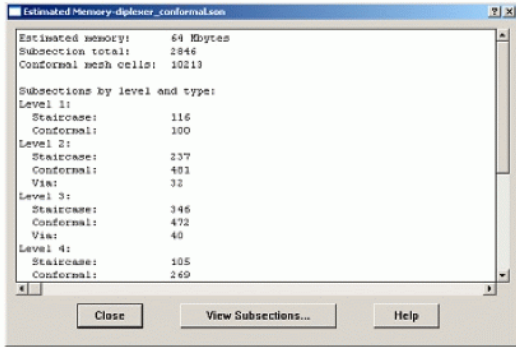 Estimated Memory-diplexer_conformal.son
Estimated memory: 64 Mbytes
Subsection total: 2846
Conformal mesh cells: 10213
Subsections by level and type:
Level 1:
Staircase: 116
Conformal: 100
Level 2:
Staircase: 237
Conformal: 481
Via: 32
Level 3:
Staircase: 346
Conformal: 472
Via: 40
Level 4:
Staircase: 105
Conformal: 269
Close View Subsections... Help